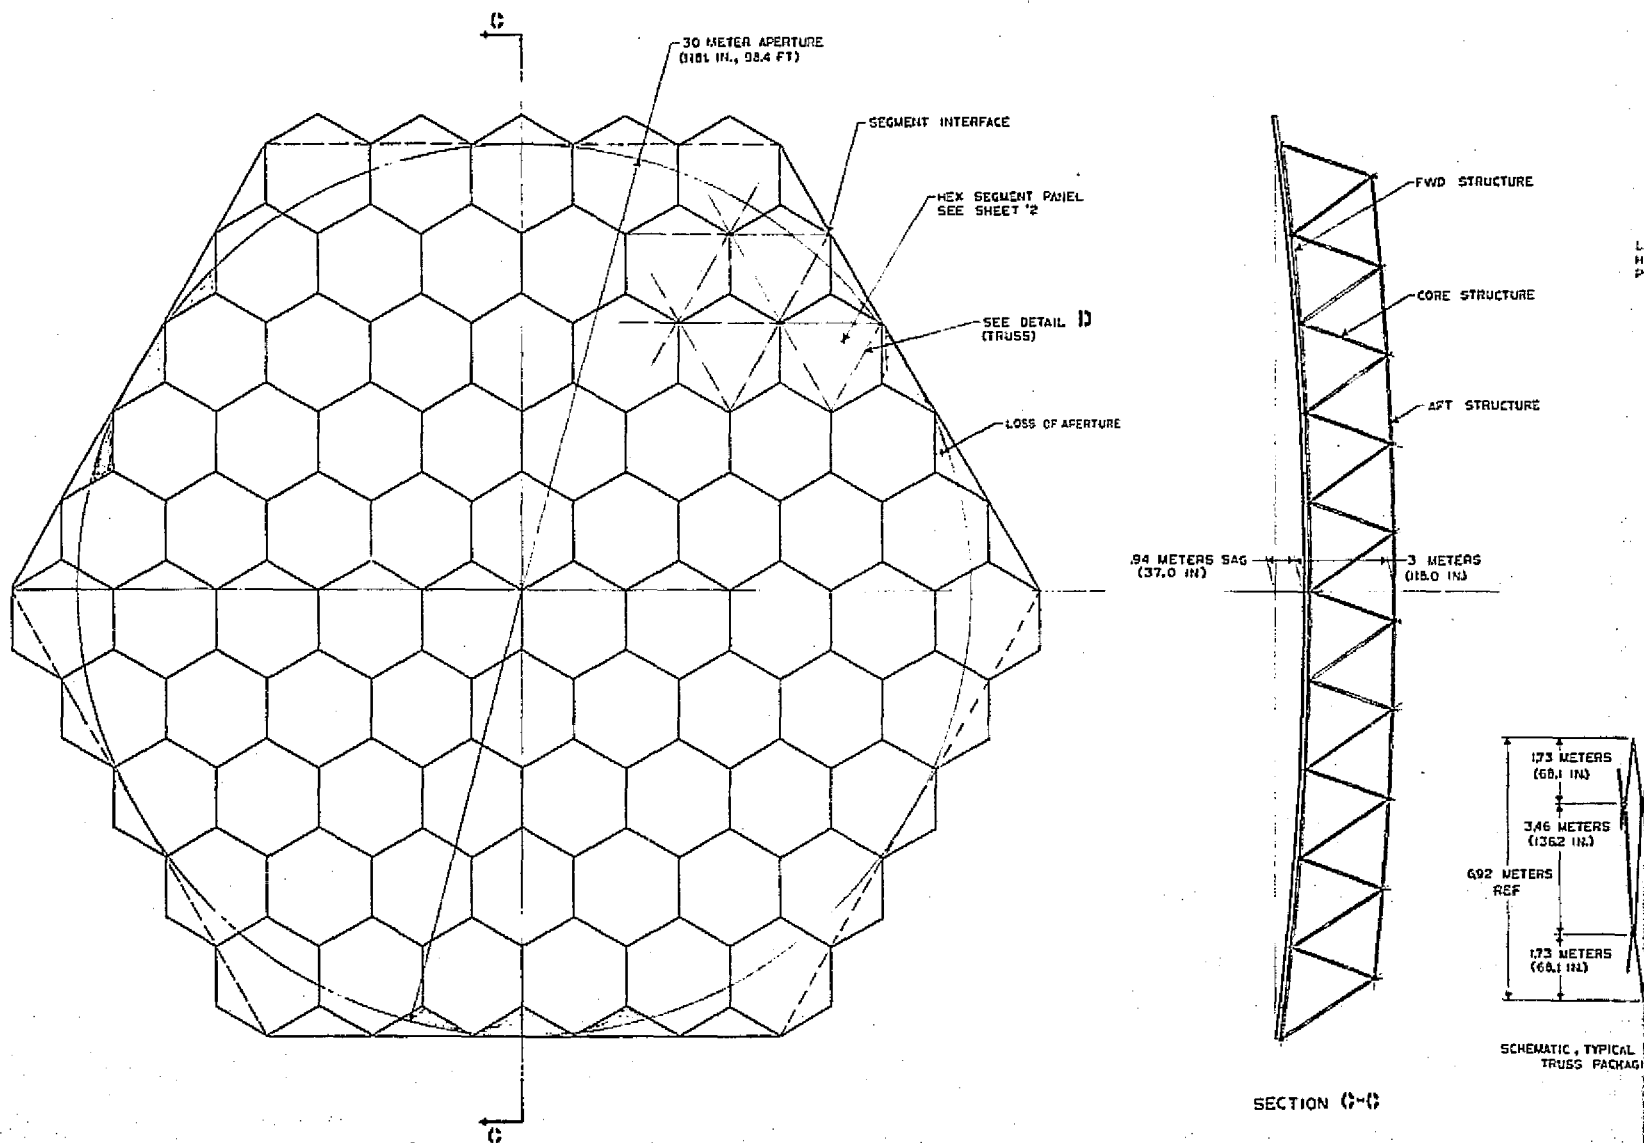 C
30 METER APERTURE
(1181 IN., 98.4 FT)
SEGMENT INTERFACE
HEX SEGMENT PANEL
SEE SHEET #2
SEE DETAIL D
(TRUSS)
LOSS OF APERTURE
C
FWD STRUCTURE
CORE STRUCTURE
AFT STRUCTURE
.94 METERS SAG
(37.0 IN)
3 METERS
(118.0 IN)
SECTION C-C
L
H
P
1.73 METERS
(68.1 IN)
3.46 METERS
(136.2 IN.)
6.92 METERS
REF
1.73 METERS
(68.1 IN.)
SCHEMATIC, TYPICAL
TRUSS PACKAG